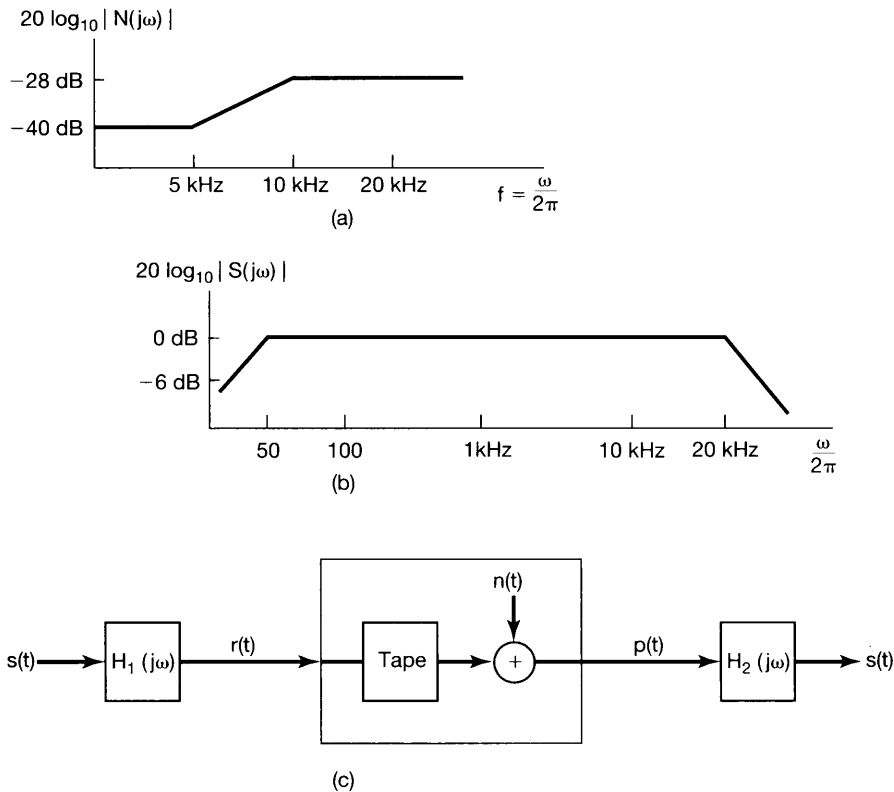 20 log₁₀ | N(jω) |
−28 dB
−40 dB
5 kHz 10 kHz 20 kHz f = ω/2π
(a)
20 log₁₀ | S(jω) |
0 dB
−6 dB
50 100 1kHz 10 kHz 20 kHz ω/2π
(b)
n(t)
s(t) H₁ (jω) r(t) Tape + p(t) H₂ (jω) s(t)
(c)